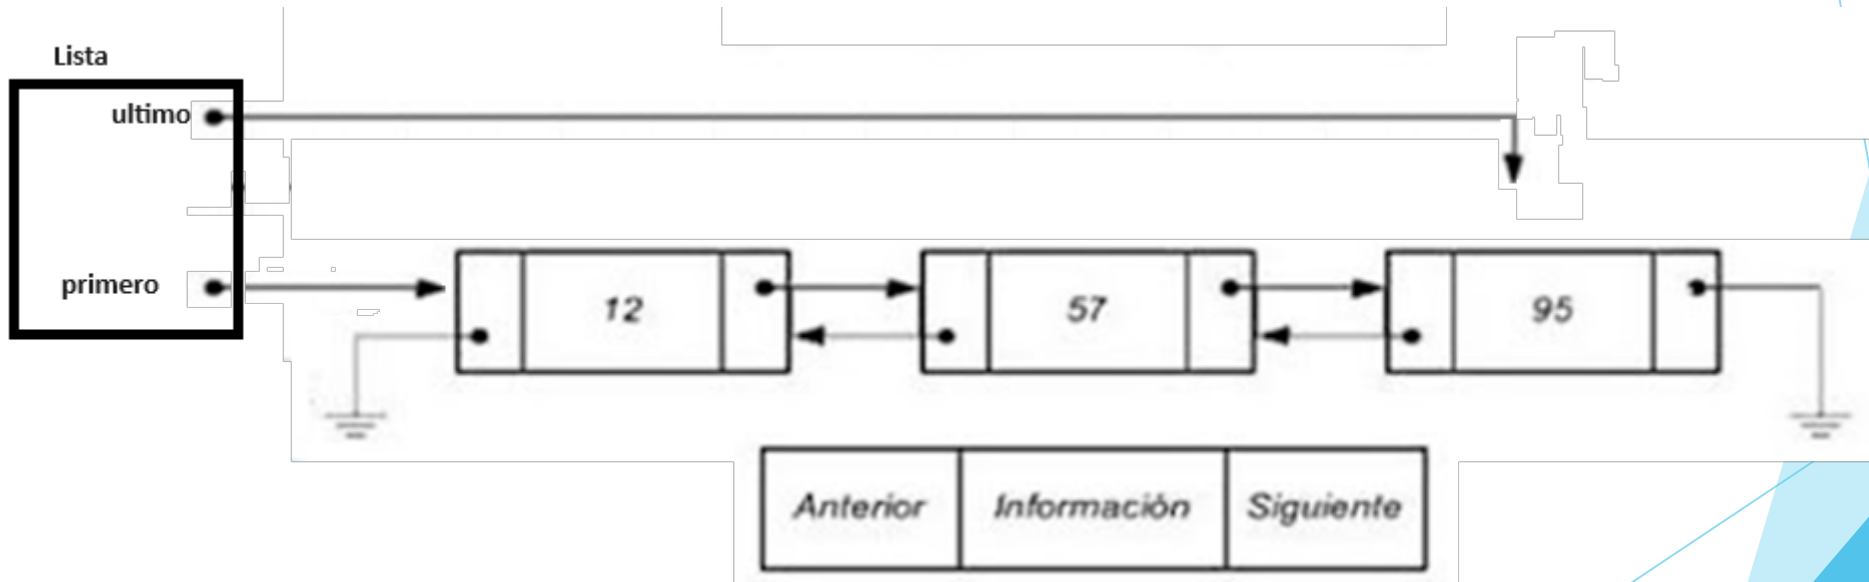 Lista
ultimo
primero
12 57 95
Anterior Información Siguiente